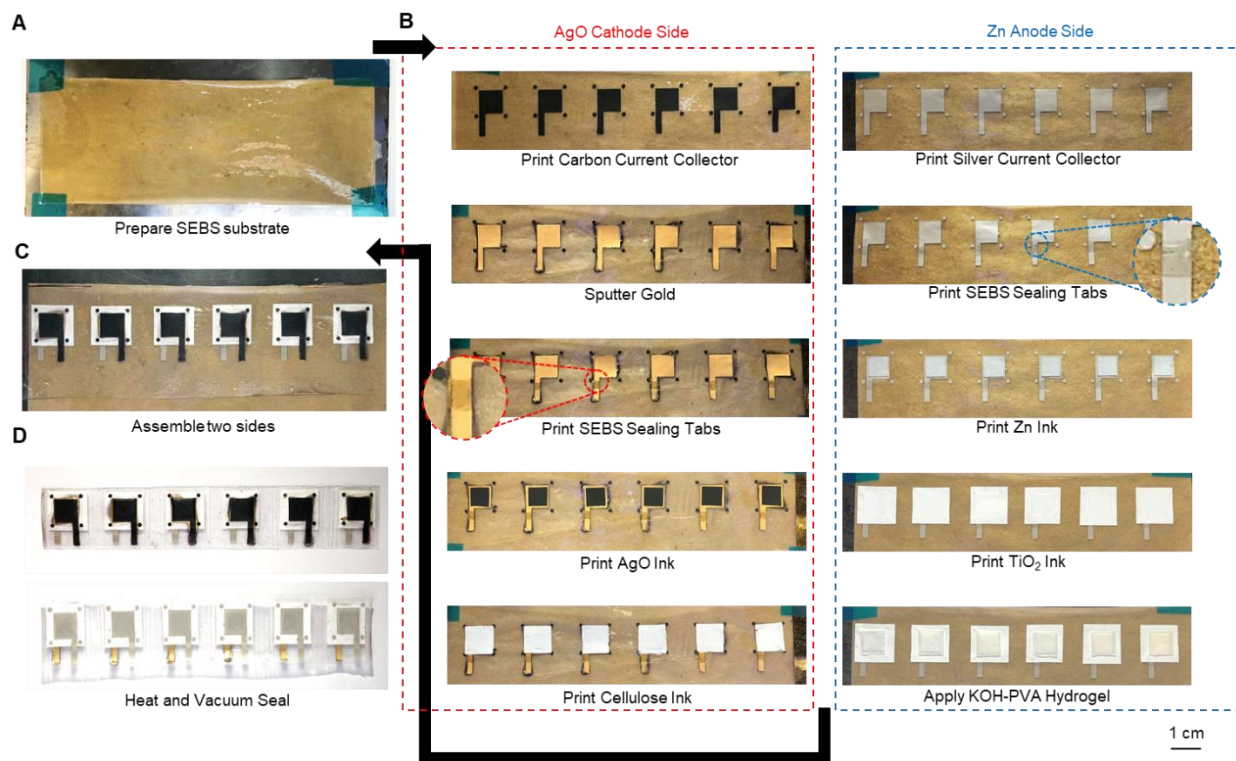 A
Prepare SEBS substrate
B
AgO Cathode Side
Print Carbon Current Collector
Sputter Gold
Print SEBS Sealing Tabs
Print AgO Ink
Print Cellulose Ink
Zn Anode Side
Print Silver Current Collector
Print SEBS Sealing Tabs
Print Zn Ink
Print TiO₂ Ink
Apply KOH-PVA Hydrogel
1 cm
C
Assemble two sides
D
Heat and Vacuum Seal